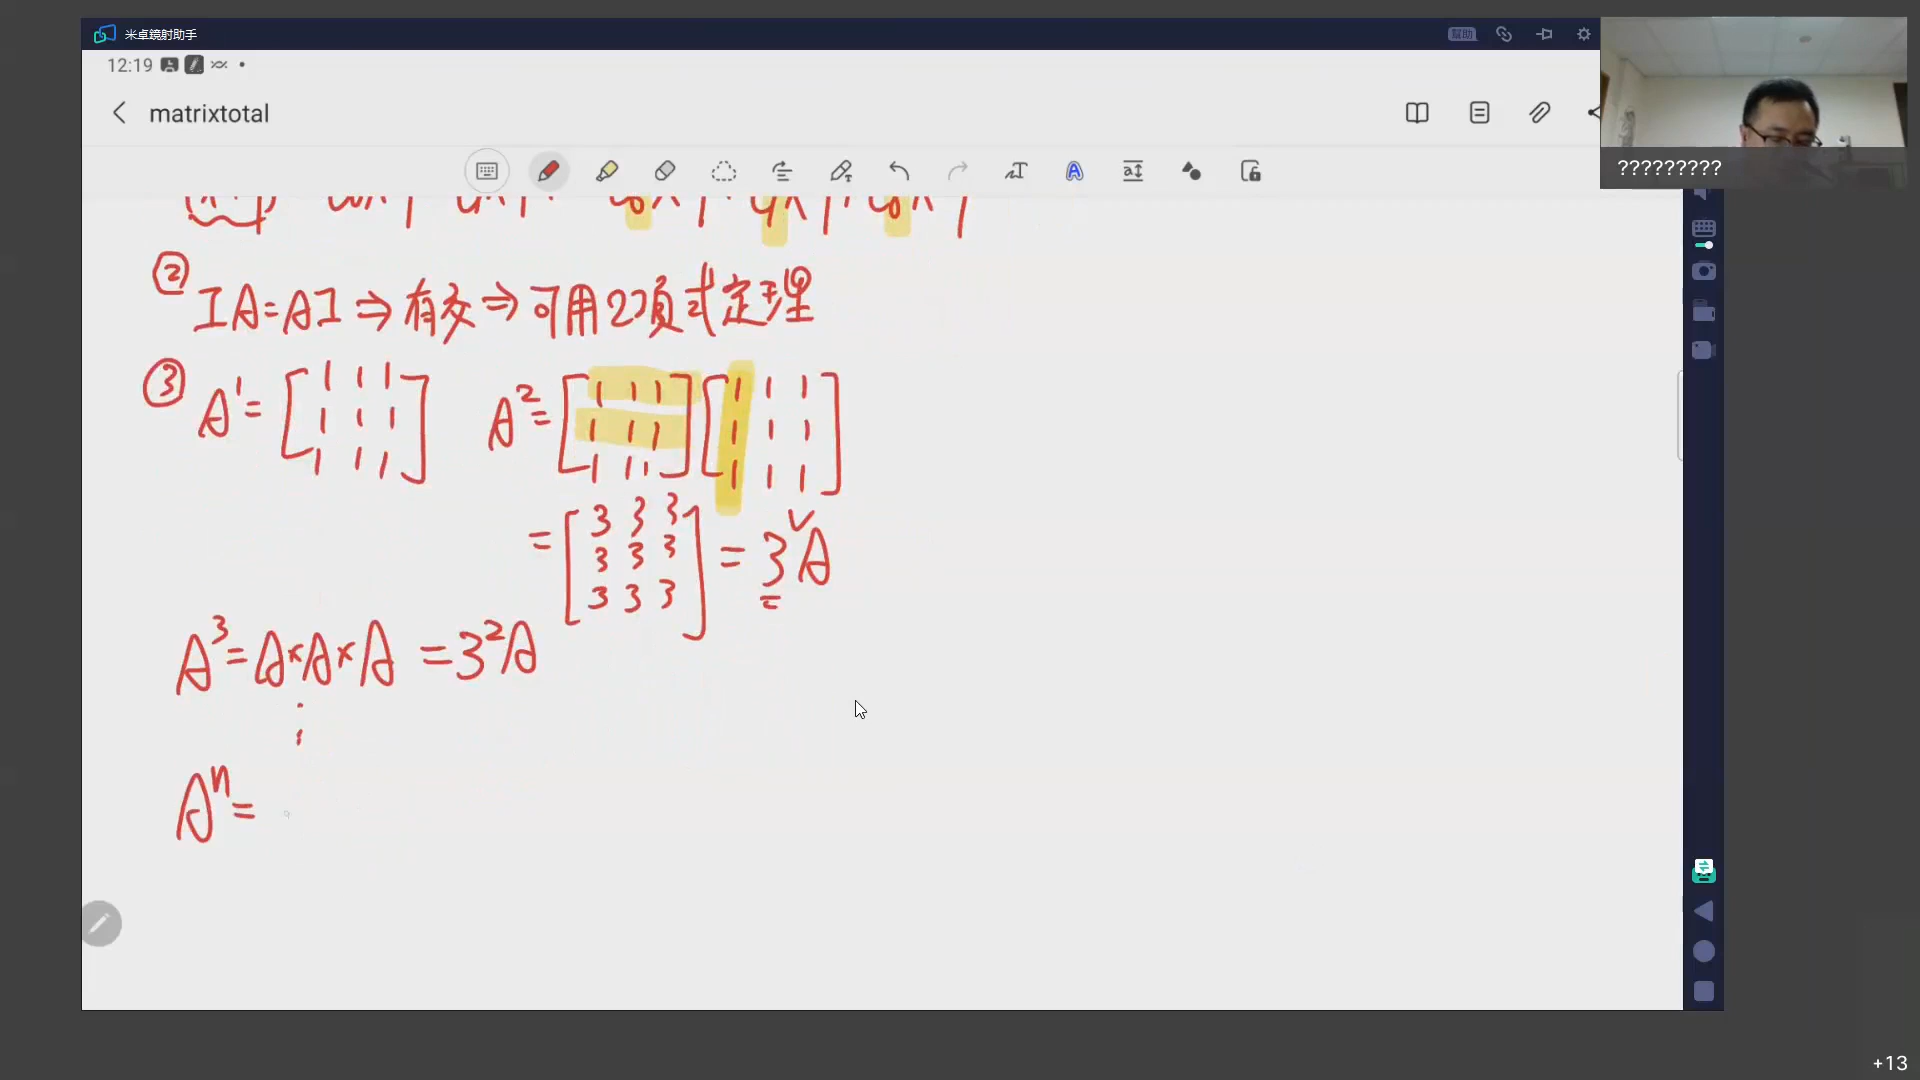 米卓鏡射助手
幫助
12:19
matrixtotal
?????????
② IA=AI⇒有交⇒可用2項式定理
③ A¹= [1 1 1
1 1 1
1 1 1]
A²= [1 1 1
1 1 1
1 1 1] [1 1 1
1 1 1
1 1 1]
= [3 3 3
3 3 3
3 3 3] = 3A
A³=A×A×A =3²A
⋮
Aⁿ=
+13